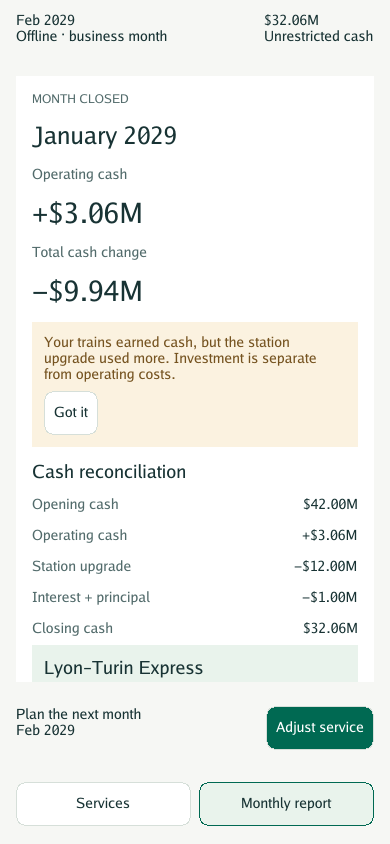 Feb 2029
Offline · business month
$32.06M
Unrestricted cash
MONTH CLOSED
January 2029
Operating cash
+$3.06M
Total cash change
−$9.94M
Your trains earned cash, but the station
upgrade used more. Investment is separate
from operating costs.
Got it
Cash reconciliation
Opening cash $42.00M
Operating cash +$3.06M
Station upgrade −$12.00M
Interest + principal −$1.00M
Closing cash $32.06M
Lyon–Turin Express
Plan the next month
Feb 2029
Adjust service
Services
Monthly report